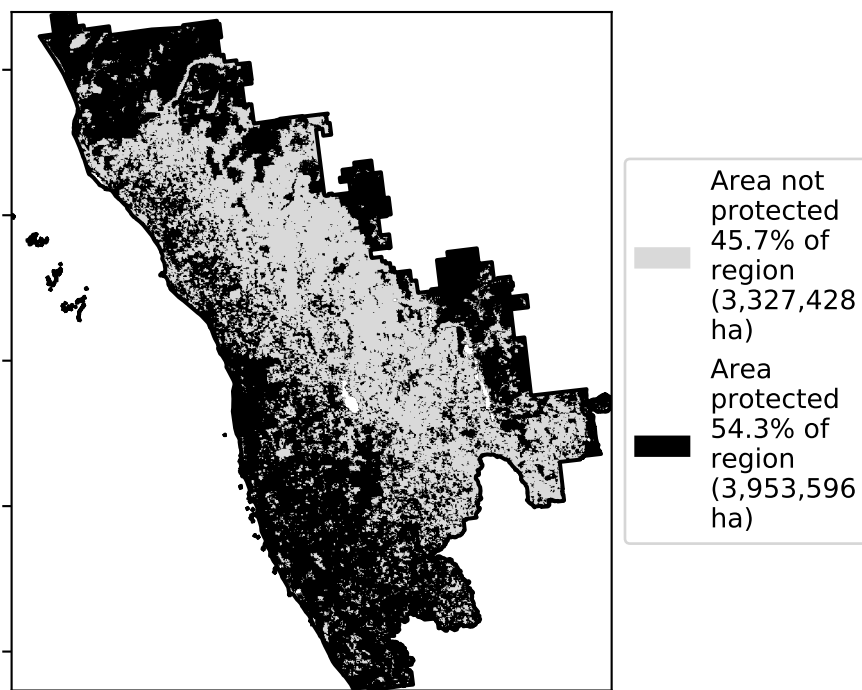 Area not
protected
45.7% of
region
(3,327,428
ha)
Area
protected
54.3% of
region
(3,953,596
ha)